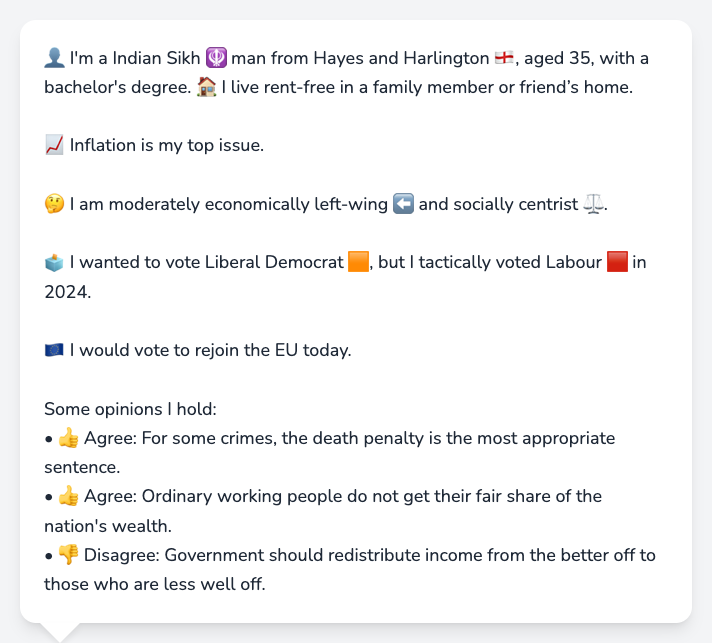 👤 I'm a Indian Sikh 🪯 man from Hayes and Harlington 🏴󠁧󠁢󠁥󠁮󠁧󠁿, aged 35, with a
bachelor's degree. 🏠 I live rent-free in a family member or friend’s home.
📈 Inflation is my top issue.
🤔 I am moderately economically left-wing ⬅️ and socially centrist ⚖️.
🗳️ I wanted to vote Liberal Democrat 🟧, but I tactically voted Labour 🟥 in
2024.
🇪🇺 I would vote to rejoin the EU today.
Some opinions I hold:
• 👍 Agree: For some crimes, the death penalty is the most appropriate
sentence.
• 👍 Agree: Ordinary working people do not get their fair share of the
nation's wealth.
• 👎 Disagree: Government should redistribute income from the better off to
those who are less well off.